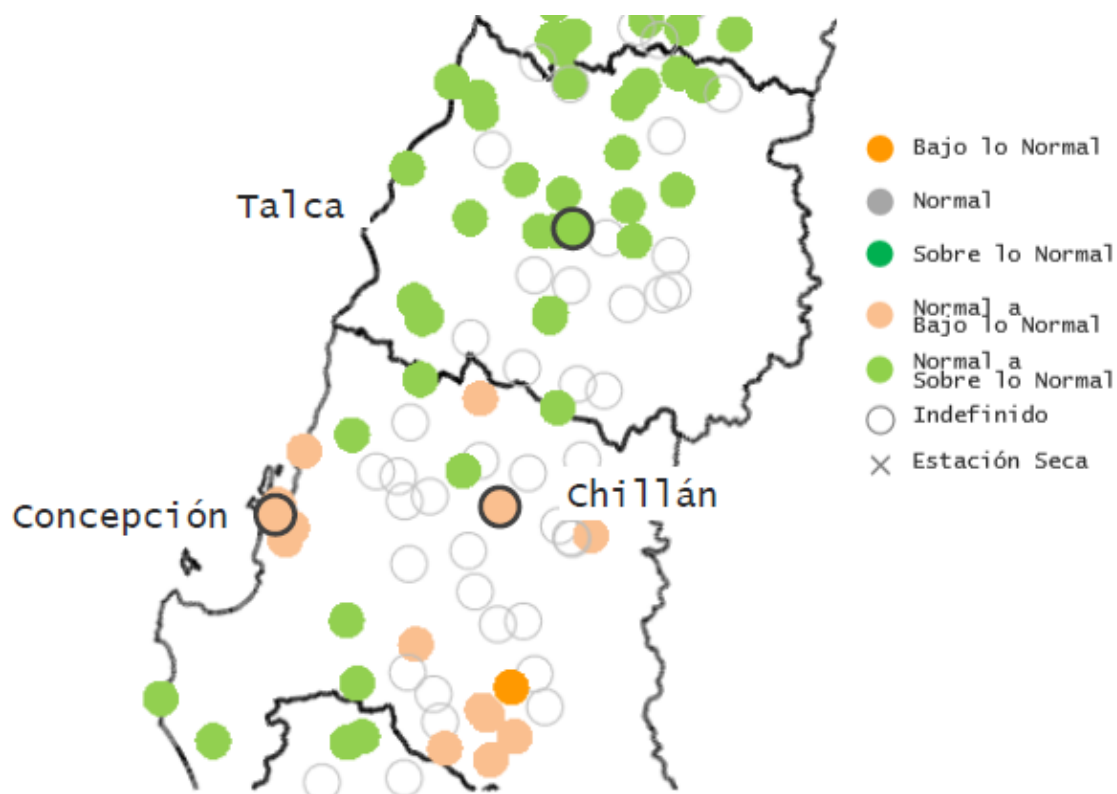 Talca
Concepción
Chillán
Bajo lo Normal
Normal
Sobre lo Normal
Normal a
Bajo lo Normal
Normal a
Sobre lo Normal
Indefinido
Estación Seca